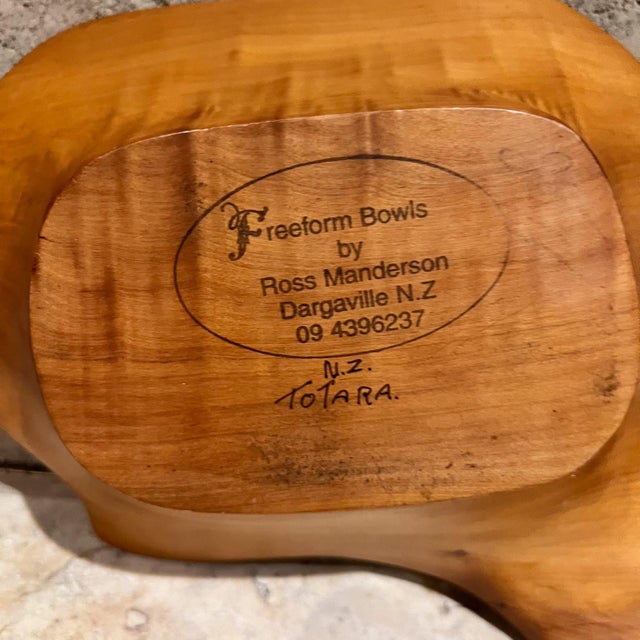 Freeform Bowls
by
Ross Manderson
Dargaville N.Z
09 4396237
N.Z.
TOTARA.